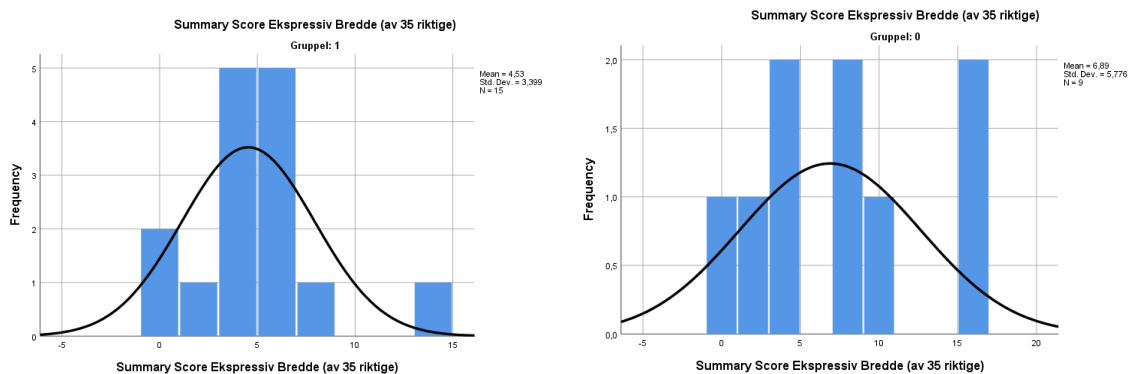 Summary Score Ekspressiv Bredde (av 35 riktige)
Gruppel: 1
Mean = 4,53
Std. Dev. = 3,399
N = 15
5
4
3
2
1
0
Frequency
-5
0
5
10
15
Summary Score Ekspressiv Bredde (av 35 riktige)
Summary Score Ekspressiv Bredde (av 35 riktige)
Gruppel: 0
Mean = 6,89
Std. Dev. = 5,776
N = 9
2,0
1,5
1,0
0,5
0,0
Frequency
-5
0
5
10
15
20
Summary Score Ekspressiv Bredde (av 35 riktige)